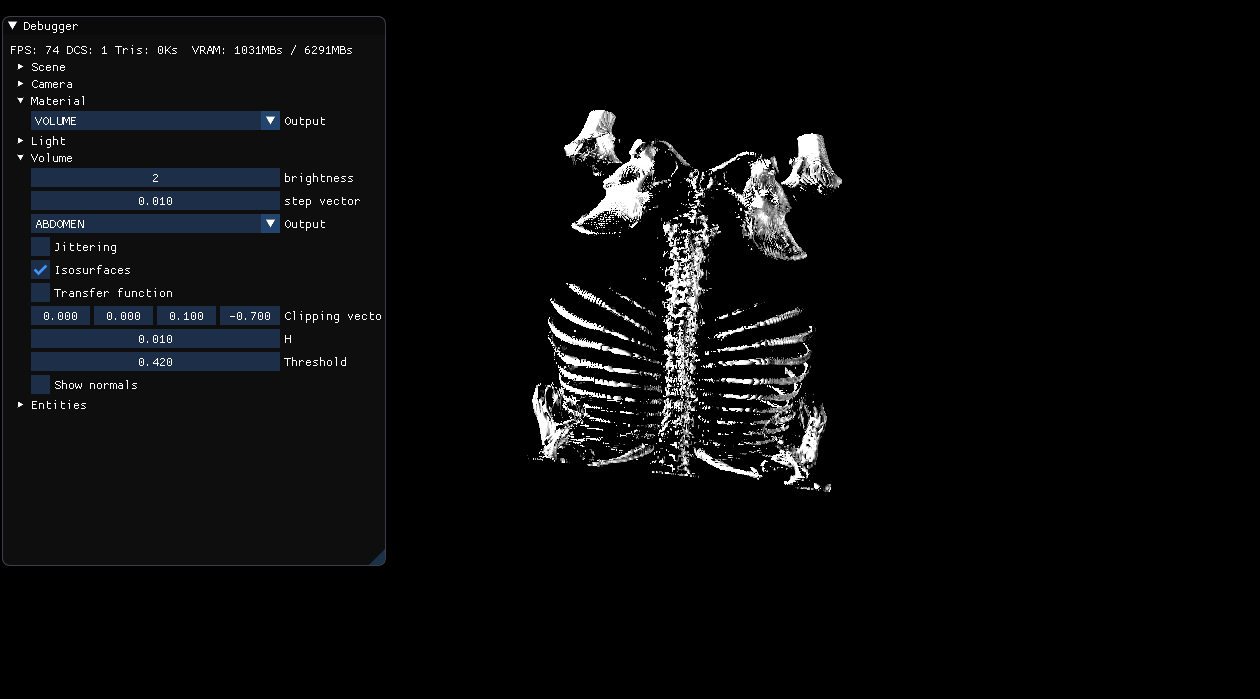 Debugger
FPS: 74 DCS: 1 Tris: 0Ks  VRAM: 1031MBs / 6291MBs
Scene
Camera
Material
VOLUME Output
Light
Volume
2 brightness
0.010 step vector
ABDOMEN Output
Jittering
Isosurfaces
Transfer function
0.000 0.000 0.100 -0.700 Clipping vecto
0.010 H
0.420 Threshold
Show normals
Entities